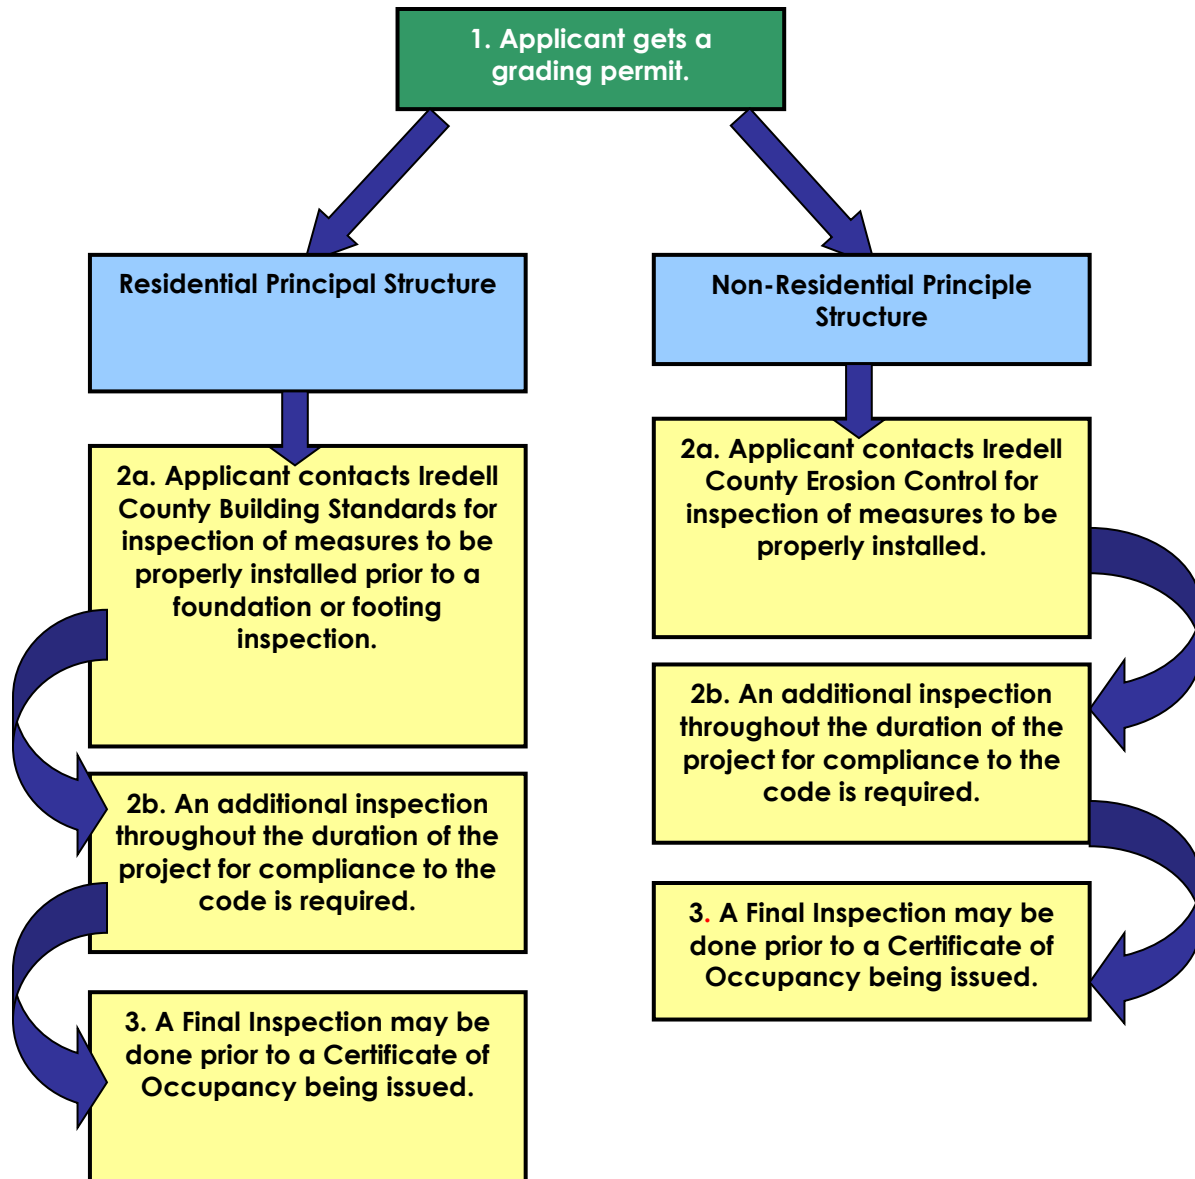 1. Applicant gets a
grading permit.
Residential Principal Structure
2a. Applicant contacts Iredell
County Building Standards for
inspection of measures to be
properly installed prior to a
foundation or footing
inspection.
2b. An additional inspection
throughout the duration of the
project for compliance to the
code is required.
3. A Final Inspection may be
done prior to a Certificate of
Occupancy being issued.
Non-Residential Principle
Structure
2a. Applicant contacts Iredell
County Erosion Control for
inspection of measures to be
properly installed.
2b. An additional inspection
throughout the duration of the
project for compliance to the
code is required.
3. A Final Inspection may be
done prior to a Certificate of
Occupancy being issued.